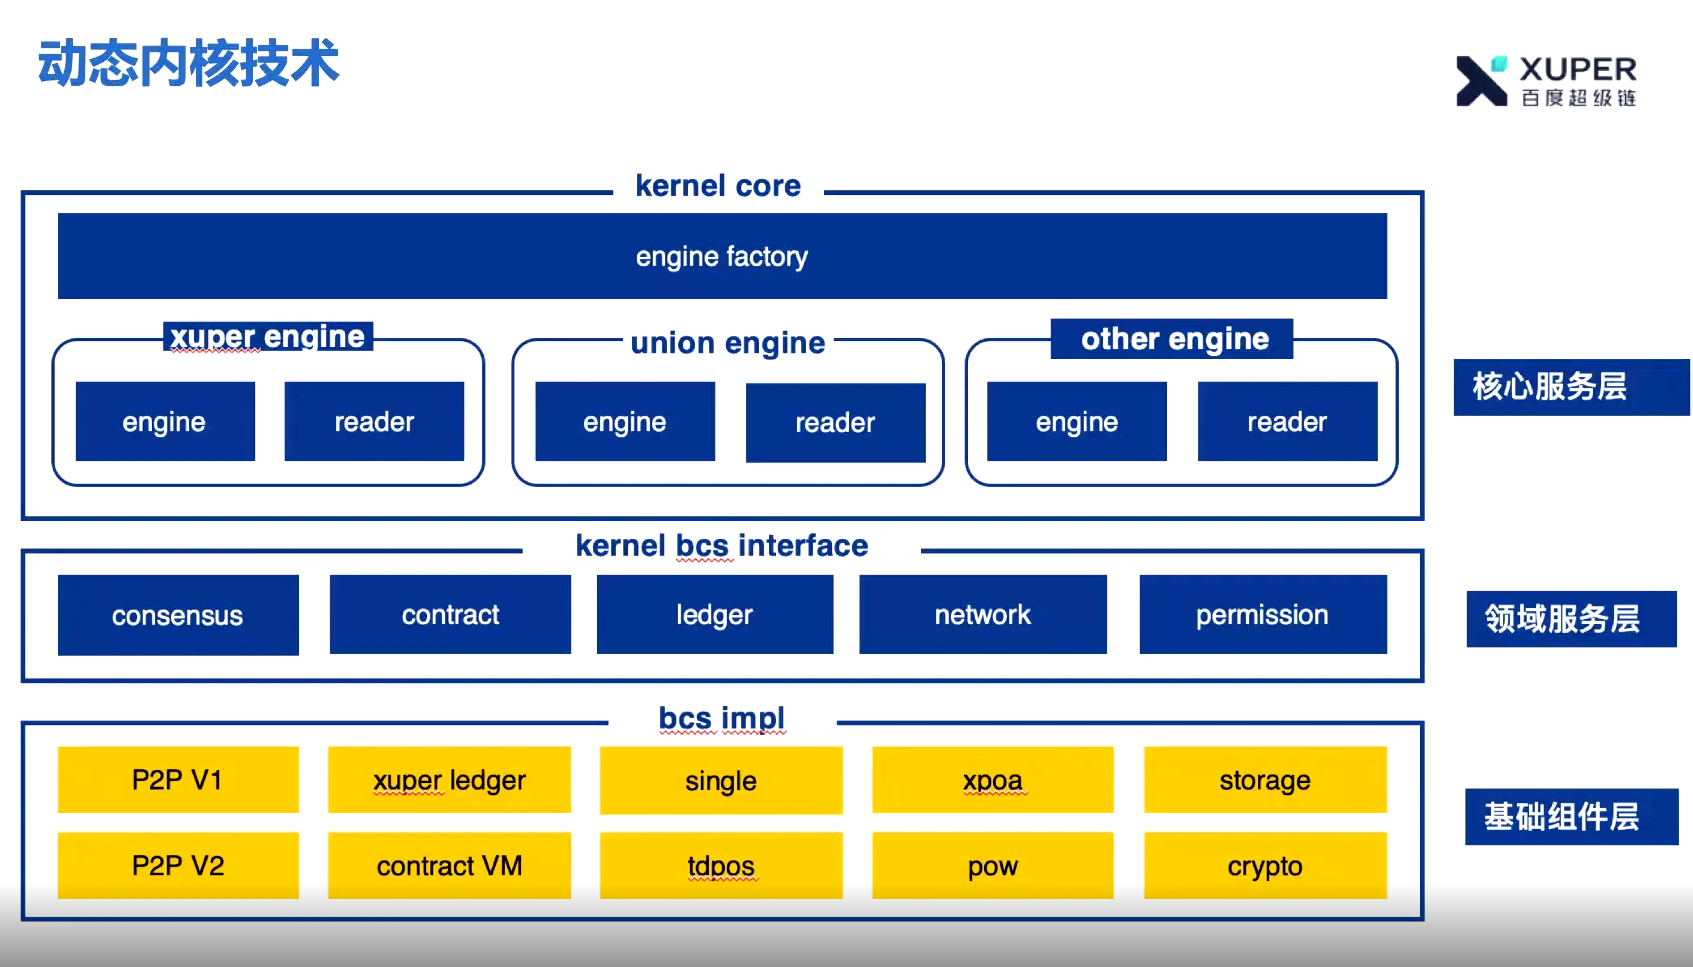 动态内核技术
XUPER
百度超级链
kernel core
engine factory
xuper engine
union engine
other engine
engine
reader
engine
reader
engine
reader
核心服务层
kernel bcs interface
consensus
contract
ledger
network
permission
领域服务层
bcs impl
P2P V1
xuper ledger
single
xpoa
storage
P2P V2
contract VM
tdpos
pow
crypto
基础组件层